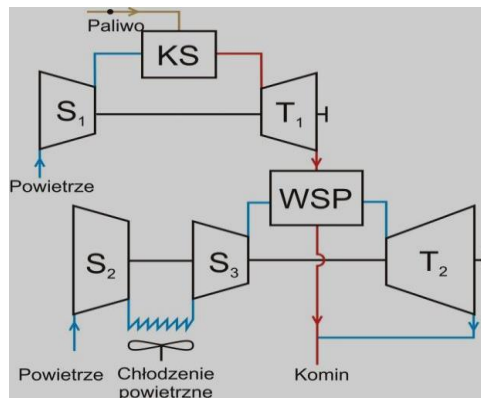 Paliwo
KS
S₁
T₁
Powietrze
WSP
S₂
S₃
T₂
Powietrze
Chłodzenie
powietrzne
Komin